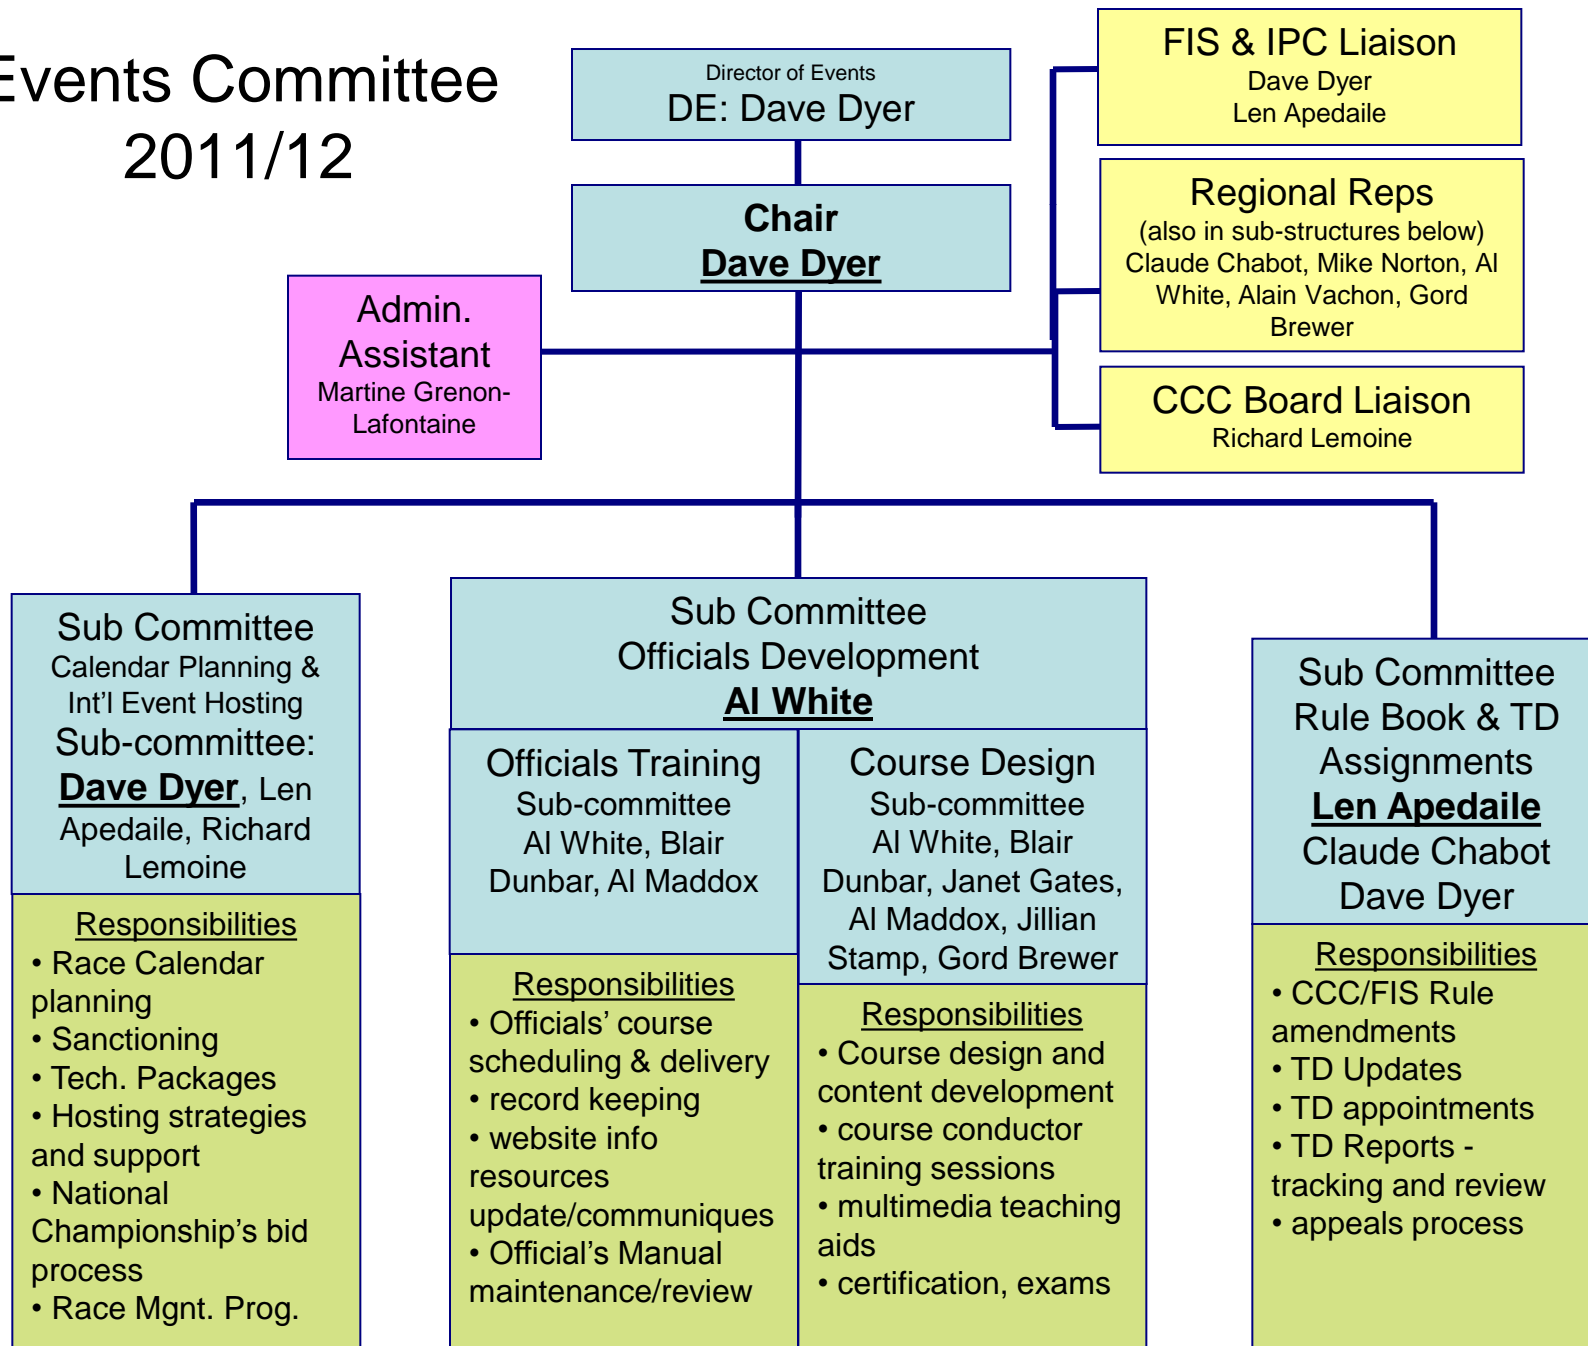 Events Committee
2011/12
Director of Events
DE: Dave Dyer
Chair
Dave Dyer
Admin.
Assistant
Martine Grenon-
Lafontaine
FIS & IPC Liaison
Dave Dyer
Len Apedaile
Regional Reps
(also in sub-structures below)
Claude Chabot, Mike Norton, Al
White, Alain Vachon, Gord
Brewer
CCC Board Liaison
Richard Lemoine
Sub Committee
Calendar Planning &
Int'l Event Hosting
Sub-committee:
Dave Dyer, Len
Apedaile, Richard
Lemoine
Responsibilities
• Race Calendar
planning
• Sanctioning
• Tech. Packages
• Hosting strategies
and support
• National
Championship's bid
process
• Race Mgnt. Prog.
Sub Committee
Officials Development
Al White
Officials Training
Sub-committee
Al White, Blair
Dunbar, Al Maddox
Responsibilities
• Officials' course
scheduling & delivery
• record keeping
• website info
resources
update/communiques
• Official's Manual
maintenance/review
Course Design
Sub-committee
Al White, Blair
Dunbar, Janet Gates,
Al Maddox, Jillian
Stamp, Gord Brewer
Responsibilities
• Course design and
content development
• course conductor
training sessions
• multimedia teaching
aids
• certification, exams
Sub Committee
Rule Book & TD
Assignments
Len Apedaile
Claude Chabot
Dave Dyer
Responsibilities
• CCC/FIS Rule
amendments
• TD Updates
• TD appointments
• TD Reports -
tracking and review
• appeals process